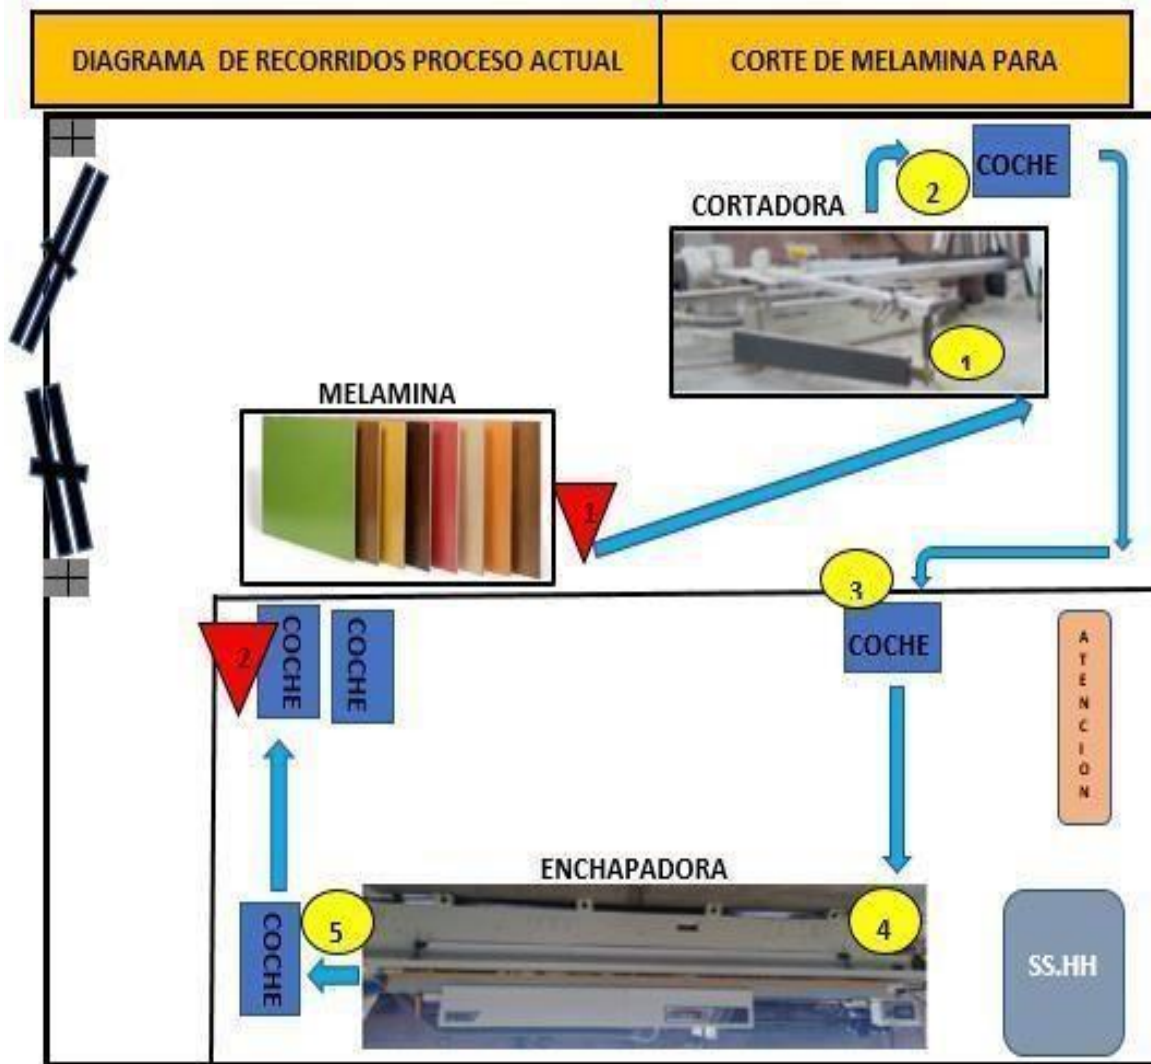 DIAGRAMA DE RECORRIDOS PROCESO ACTUAL
CORTE DE MELAMINA PARA
COCHE
2
CORTADORA
1
MELAMINA
1
3
COCHE
2
COCHE
COCHE
ATENCION
ENCHAPADORA
COCHE
5
4
SS.HH